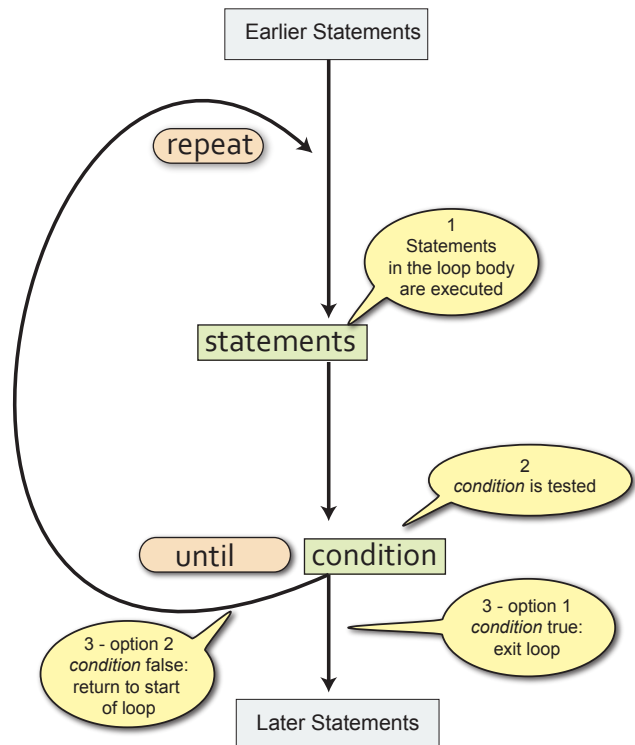 Earlier Statements
repeat
1
Statements
in the loop body
are executed
statements
2
condition is tested
until
condition
3 - option 1
condition true:
exit loop
3 - option 2
condition false:
return to start
of loop
Later Statements